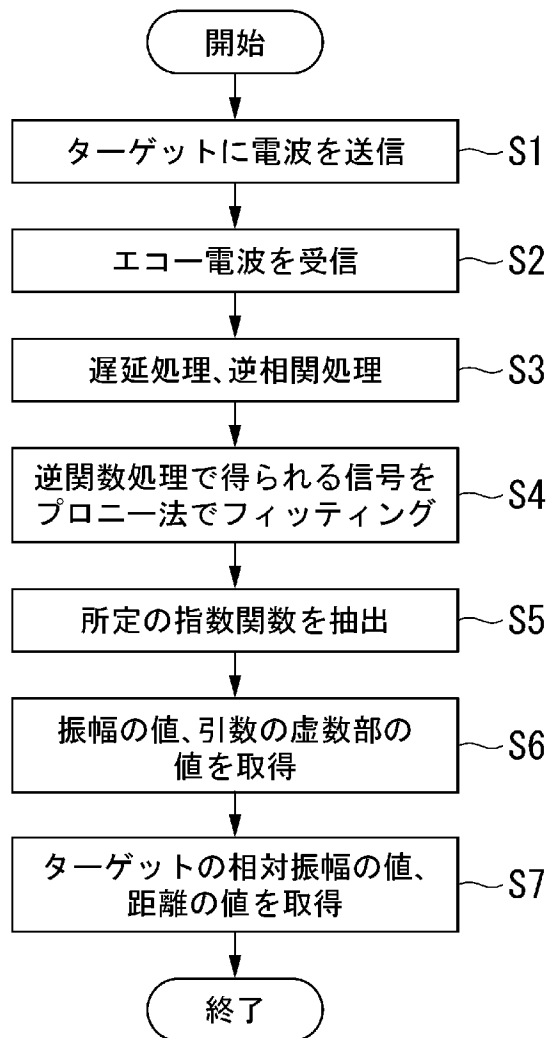 開始
ターゲットに電波を送信
S1
エコー電波を受信
S2
遅延処理、逆相関処理
S3
逆関数処理で得られる信号を
プロニー法でフィッティング
S4
所定の指数関数を抽出
S5
振幅の値、引数の虚数部の
値を取得
S6
ターゲットの相対振幅の値、
距離の値を取得
S7
終了